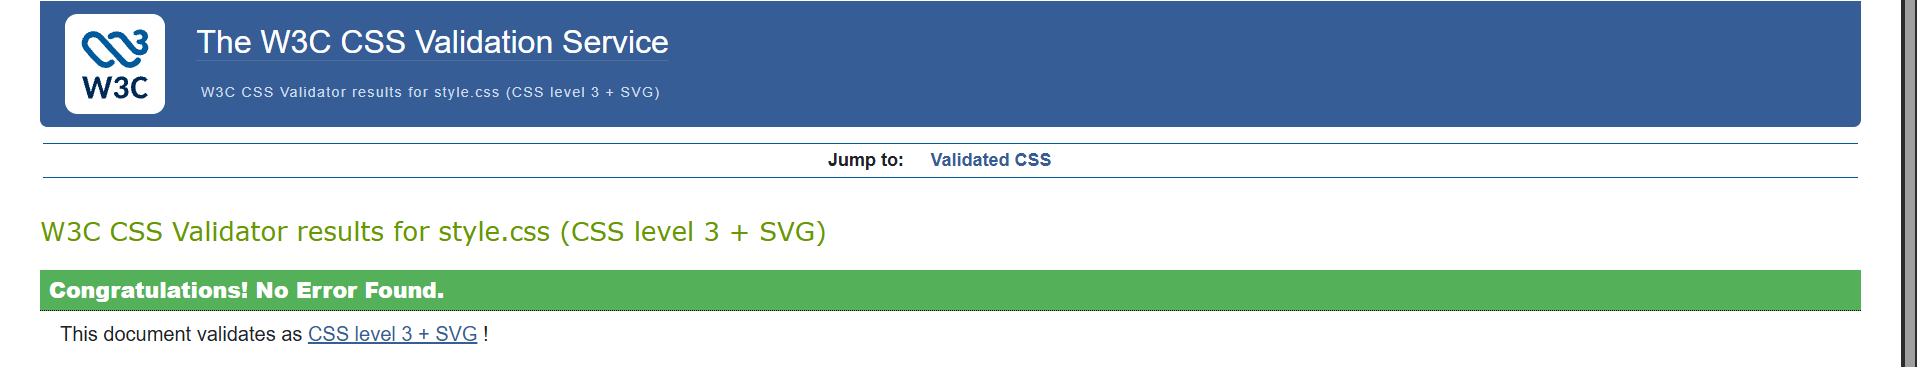 W3C
The W3C CSS Validation Service
W3C CSS Validator results for style.css (CSS level 3 + SVG)
Jump to: Validated CSS
W3C CSS Validator results for style.css (CSS level 3 + SVG)
Congratulations! No Error Found.
This document validates as CSS level 3 + SVG !